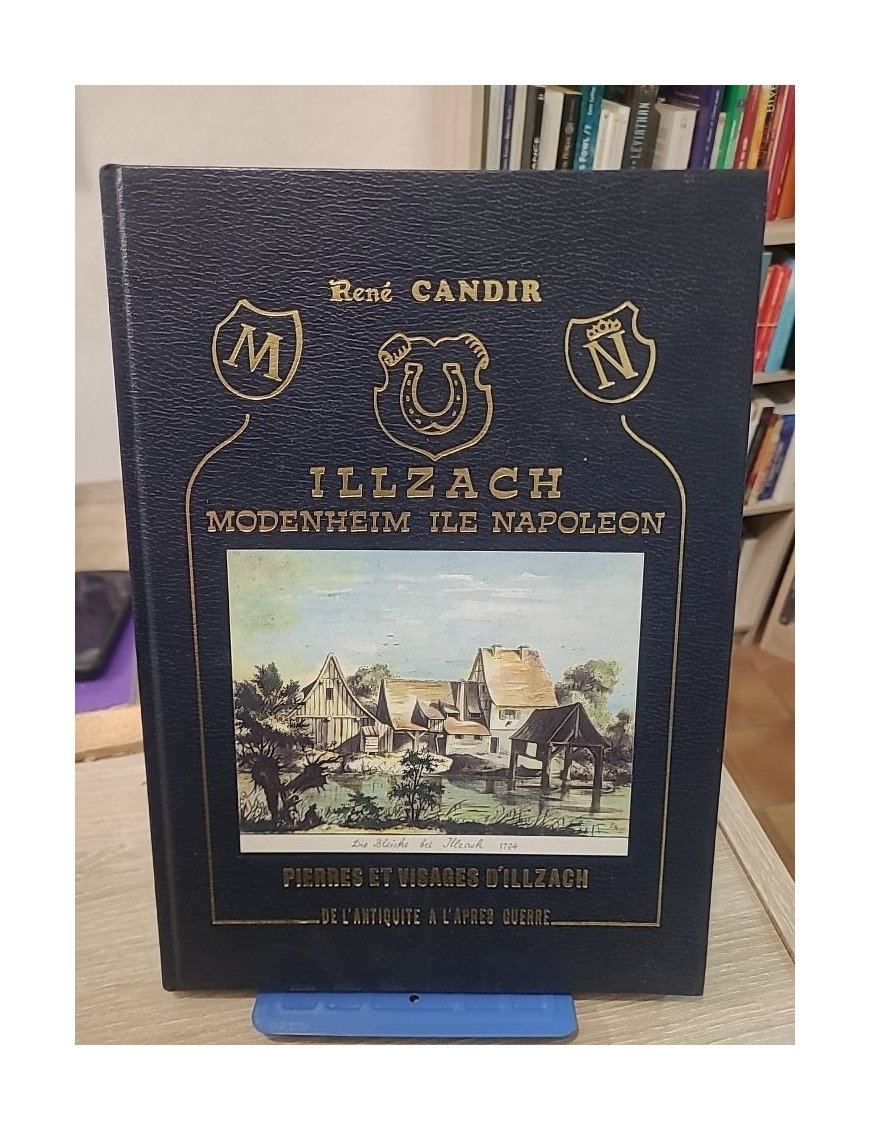 LEVIATHAN
René CANDIR
M
N
ILLZACH
MODENHEIM ILE NAPOLEON
Die Bleiche bei Illzach 1794
PIERRES ET VISAGES D'ILLZACH
DE L'ANTIQUITE A L'APRES GUERRE